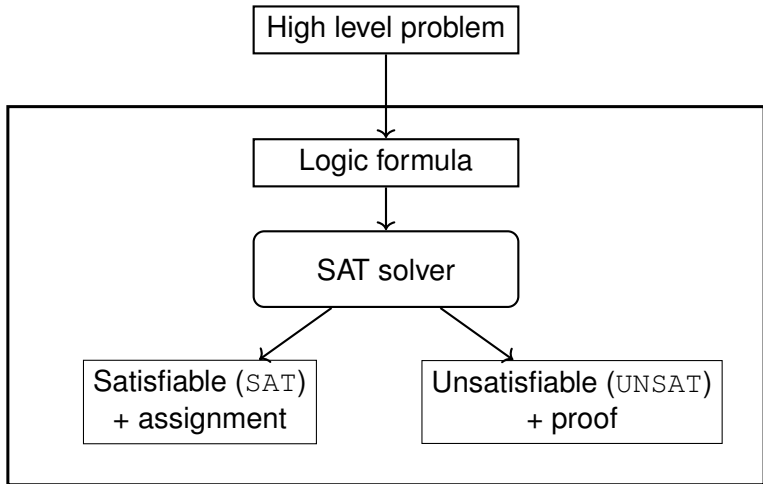 High level problem
Logic formula
SAT solver
Satisfiable (SAT)
+ assignment
Unsatisfiable (UNSAT)
+ proof